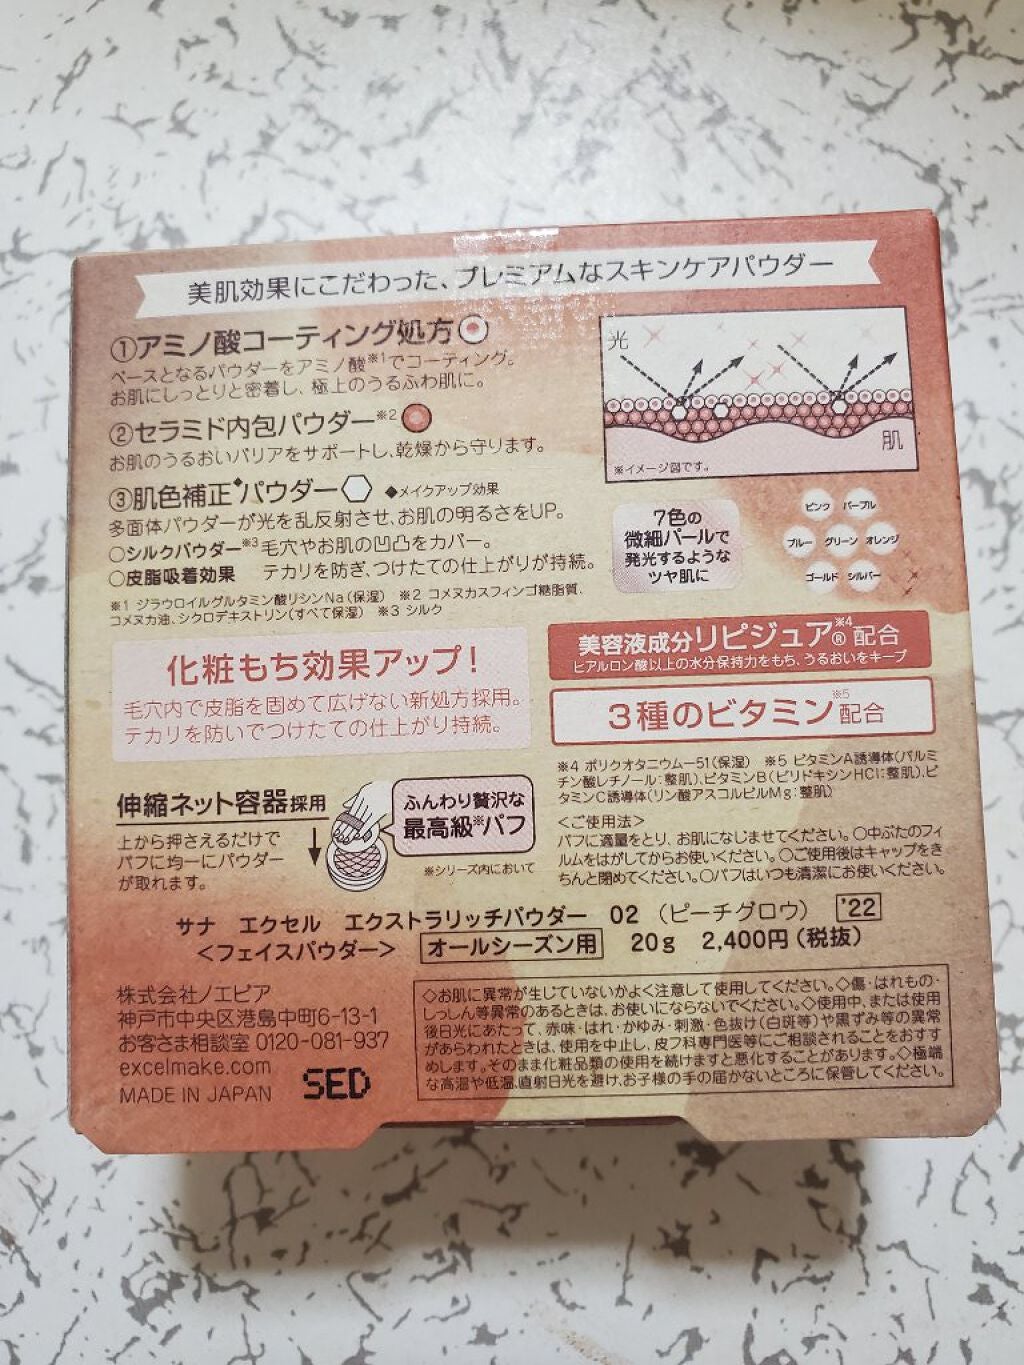 美肌効果にこだわった、プレミアムなスキンケアパウダー
①アミノ酸コーティング処方
ベースとなるパウダーをアミノ酸※1でコーティング。
お肌にしっとりと密着し、極上のうるふわ肌に。
②セラミド内包パウダー※2
お肌のうるおいバリアをサポートし、乾燥から守ります。
③肌色補正◆パウダー ◆メイクアップ効果
多面体パウダーが光を乱反射させ、お肌の明るさをUP。
○シルクパウダー※3 毛穴やお肌の凹凸をカバー。
○皮脂吸着効果 テカリを防ぎ、つけたての仕上がりが持続。
※1 ジラウロイルグルタミン酸リシンNa(保湿) ※2 コメヌカスフィンゴ糖脂質、
コメヌカ油、シクロデキストリン(すべて保湿) ※3 シルク
光
肌
※イメージ図です。
7色の
微細パールで
発光するような
ツヤ肌に
ピンク パープル
ブルー グリーン オレンジ
ゴールド シルバー
化粧もち効果アップ!
毛穴内で皮脂を固めて広げない新処方採用。
テカリを防いでつけたての仕上がり持続。
美容液成分リピジュア®※4配合
ヒアルロン酸以上の水分保持力をもち、うるおいをキープ
3種のビタミン※5配合
※4 ポリクオタニウム-51(保湿) ※5 ビタミンA誘導体(パルミ
チン酸レチノール:整肌)、ビタミンB(ピリドキシンHCl:整肌)、ビ
タミンC誘導体(リン酸アスコルビルMg:整肌)
伸縮ネット容器採用
上から押さえるだけで
パフに均一にパウダー
が取れます。
ふんわり贅沢な
最高級※パフ
※シリーズ内において
<ご使用法>
パフに適量をとり、お肌になじませてください。○中ぶたのフィ
ルムをはがしてからお使いください。○ご使用後はキャップをき
ちんと閉めてください。○パフはいつも清潔にお使いください。
サナ エクセル エクストラリッチパウダー 02 (ピーチグロウ) '22
<フェイスパウダー> オールシーズン用 20g 2,400円(税抜)
株式会社ノエビア
神戸市中央区港島中町6-13-1
お客さま相談室 0120-081-937
excelmake.com
MADE IN JAPAN SED
◇お肌に異常が生じていないかよく注意して使用してください。◇傷・はれもの・
しっしん等異常のあるときは、お使いにならないでください。◇使用中、または使用
後日光にあたって、赤味・はれ・かゆみ・刺激・色抜け(白斑等)や黒ずみ等の異常
があらわれたときは、使用を中止し、皮フ科専門医等にご相談されることをおすす
めします。そのまま化粧品類の使用を続けますと悪化することがあります。◇極端
な高温や低温、直射日光を避け、お子様の手の届かないところに保管してください。